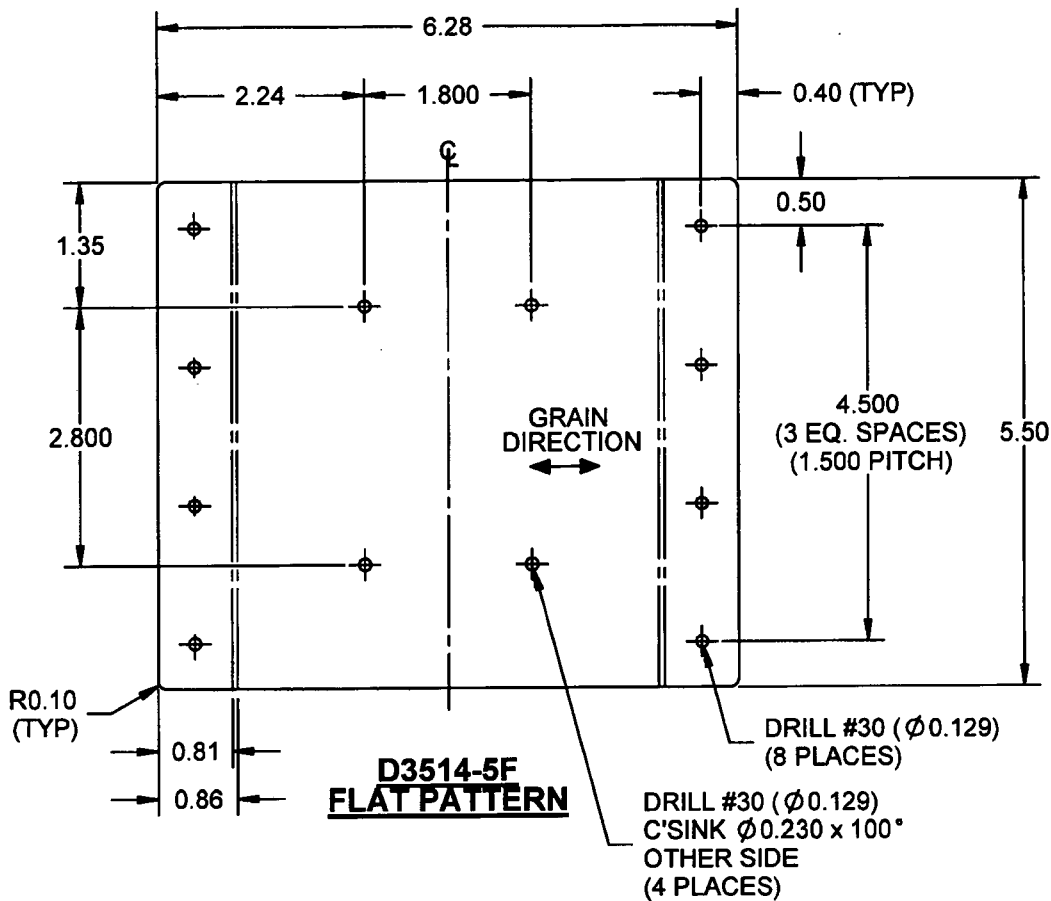 6.28
2.24
1.800
0.40 (TYP)
℄
0.50
1.35
2.800
GRAIN
DIRECTION
4.500
(3 EQ. SPACES)
(1.500 PITCH)
5.50
R0.10
(TYP)
0.81
0.86
D3514-5F
FLAT PATTERN
DRILL #30 (Ø0.129)
(8 PLACES)
DRILL #30 (Ø0.129)
C'SINK Ø0.230 x 100°
OTHER SIDE
(4 PLACES)